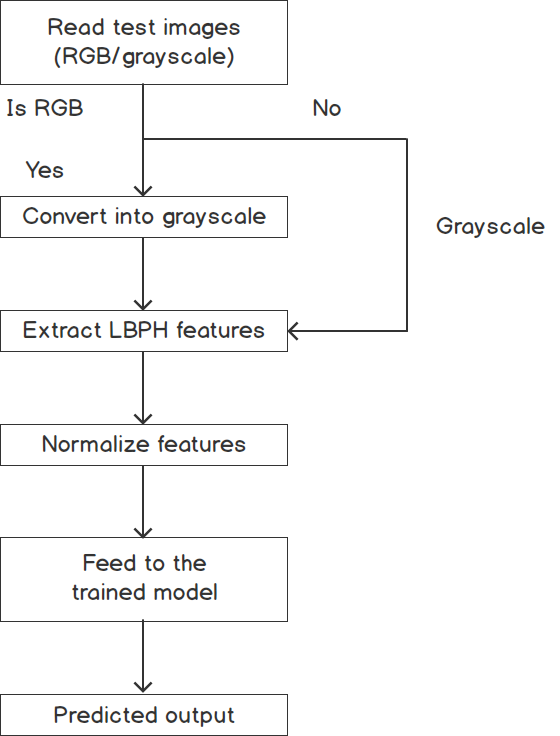 Read test images
(RGB/grayscale)
Is RGB
No
Yes
Convert into grayscale
Grayscale
Extract LBPH features
Normalize features
Feed to the
trained model
Predicted output